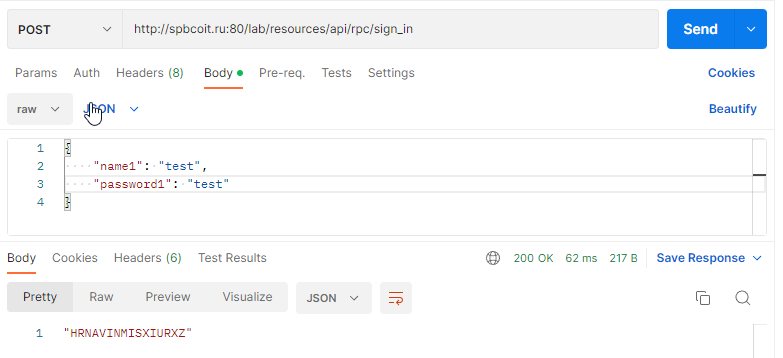 POST http://spbcoit.ru:80/lab/resources/api/rpc/sign_in Send
Params Auth Headers (8) Body Pre-req. Tests Settings Cookies
raw JSON Beautify
1 {
2 "name1": "test",
3 "password1": "test"
4 }
Body Cookies Headers (6) Test Results 200 OK 62 ms 217 B Save Response
Pretty Raw Preview Visualize JSON
1 "HRNAVINMISXIURXZ"